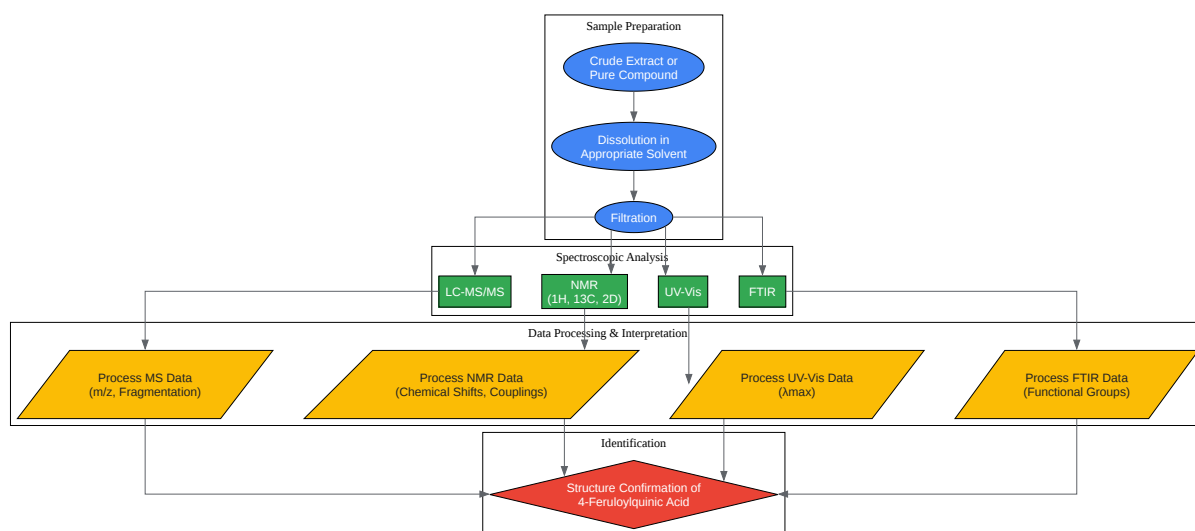 Sample Preparation
Crude Extract or
Pure Compound
Dissolution in
Appropriate Solvent
Filtration
Spectroscopic Analysis
LC-MS/MS
NMR
(1H, 13C, 2D)
UV-Vis
FTIR
Data Processing & Interpretation
Process MS Data
(m/z, Fragmentation)
Process NMR Data
(Chemical Shifts, Couplings)
Process UV-Vis Data
(λmax)
Process FTIR Data
(Functional Groups)
Identification
Structure Confirmation of
4-Feruloylquinic Acid